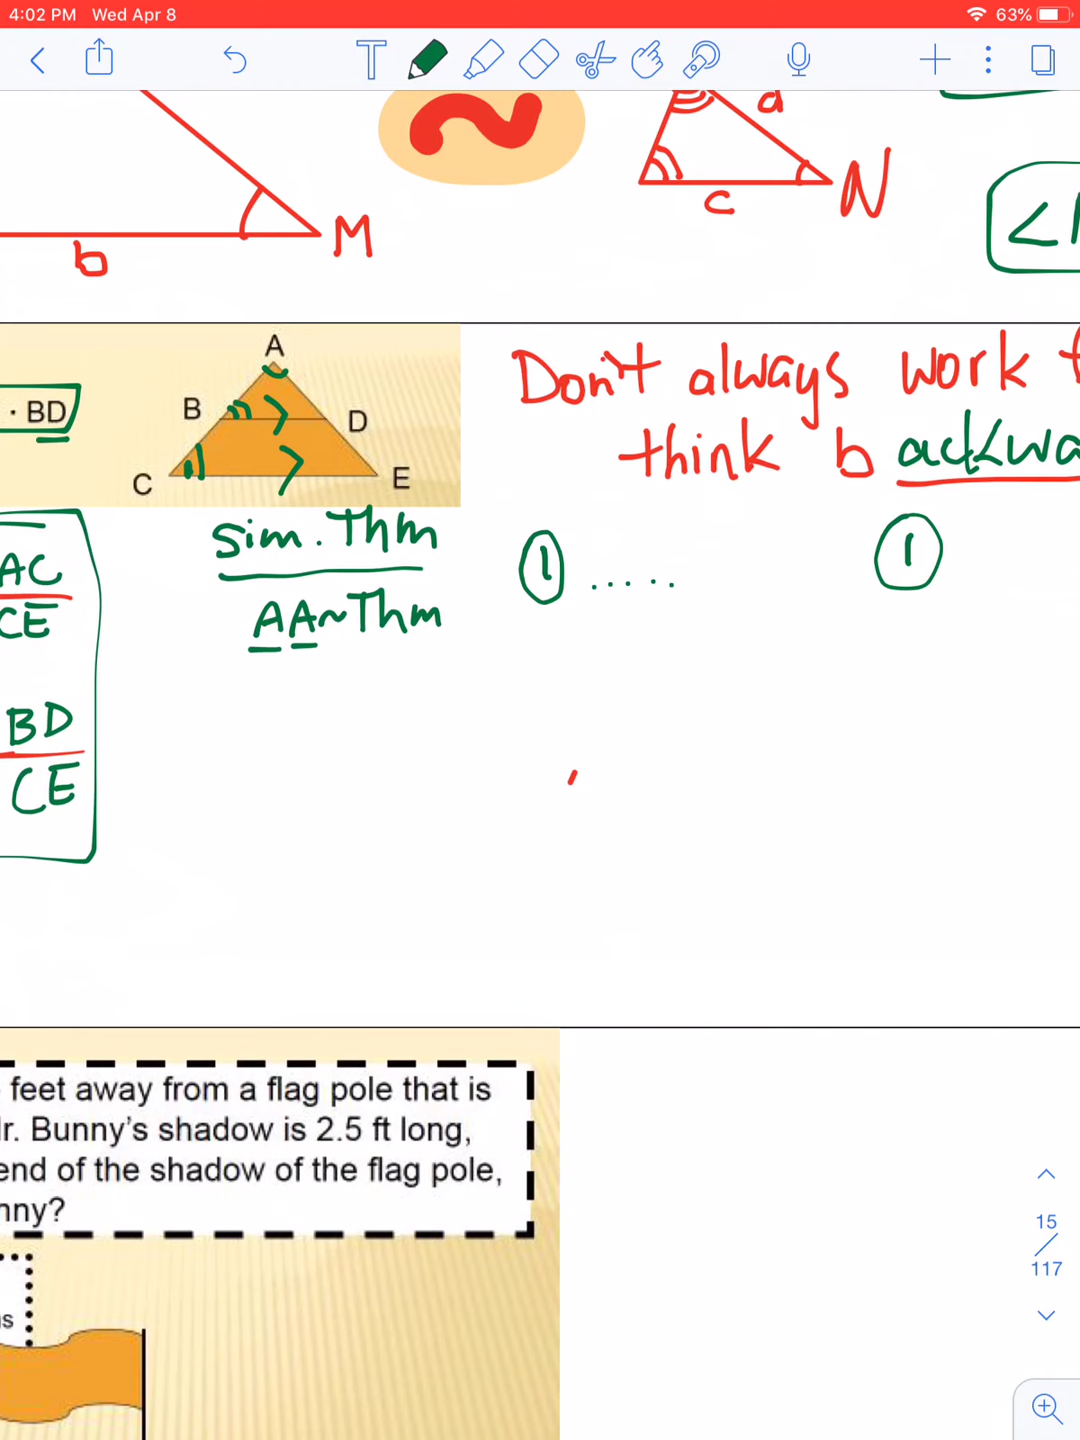 4:02 PM Wed Apr 8
63%
T
a
c
N
M
b
Don't always work
think backwa
· BD
A
B
D
C
E
Sim. Thm
AA~Thm
① .....
①
AC
CE
BD
CE
feet away from a flag pole that is
Bunny's shadow is 2.5 ft long,
end of the shadow of the flag pole,
15
117